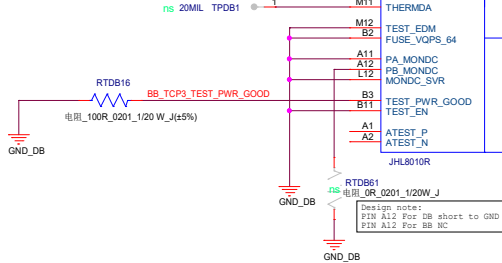 ns 20MIL TPDB1 1 M11 THERMDA
M12 TEST_EDM
B2 FUSE_VQPS_64
A11 PA_MONDC
A12 PB_MONDC
L12 MONDC_SVR
RTDB16
BB_TCP3_TEST_PWR_GOOD
B3 TEST_PWR_GOOD
B11 TEST_EN
电阻_100R_0201_1/20 W_J(±5%)
A1 ATEST_P
A2 ATEST_N
GND_DB
JHL8010R
RTDB61
ns 电阻_0R_0201_1/20W_J
GND_DB
Design note:
PIN A12 For DB short to GND
PIN A12 For BB NC
GND_DB